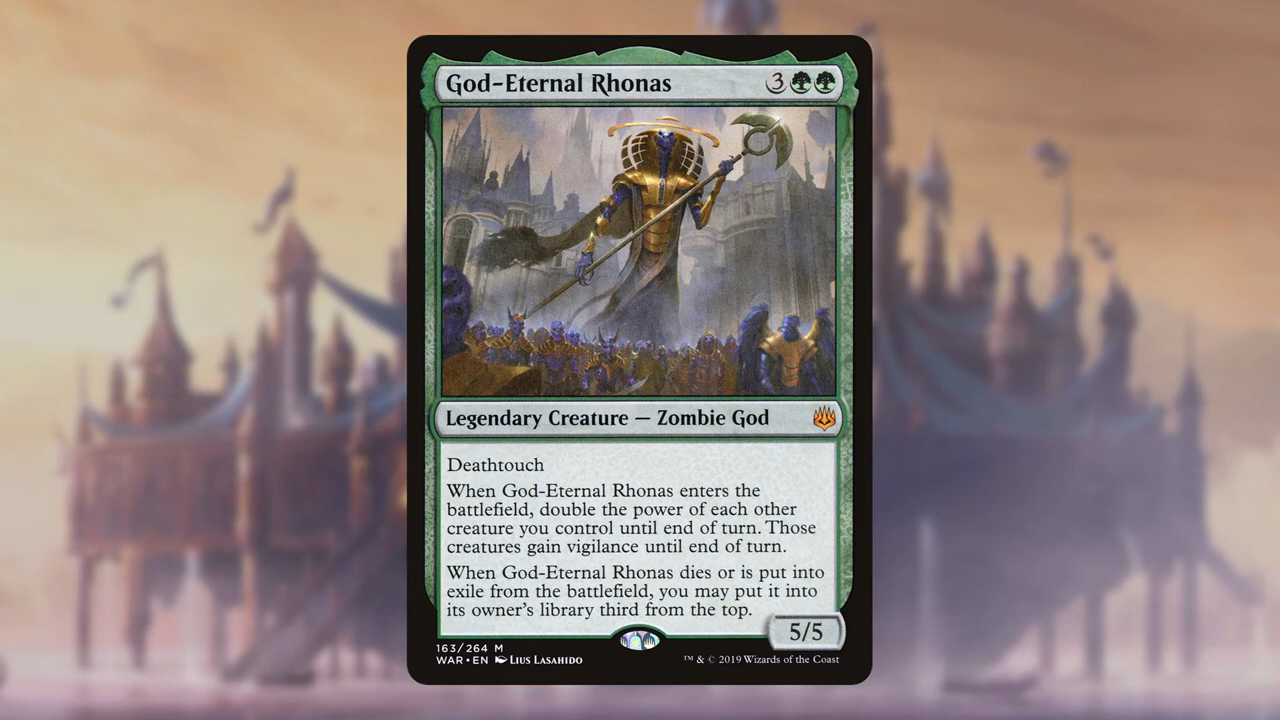 God-Eternal Rhonas 3
Legendary Creature — Zombie God
Deathtouch
When God-Eternal Rhonas enters the
battlefield, double the power of each other
creature you control until end of turn. Those
creatures gain vigilance until end of turn.
When God-Eternal Rhonas dies or is put into
exile from the battlefield, you may put it into
its owner's library third from the top.
5/5
163/264 M
WAR • EN Lius Lasahido
™ & © 2019 Wizards of the Coast